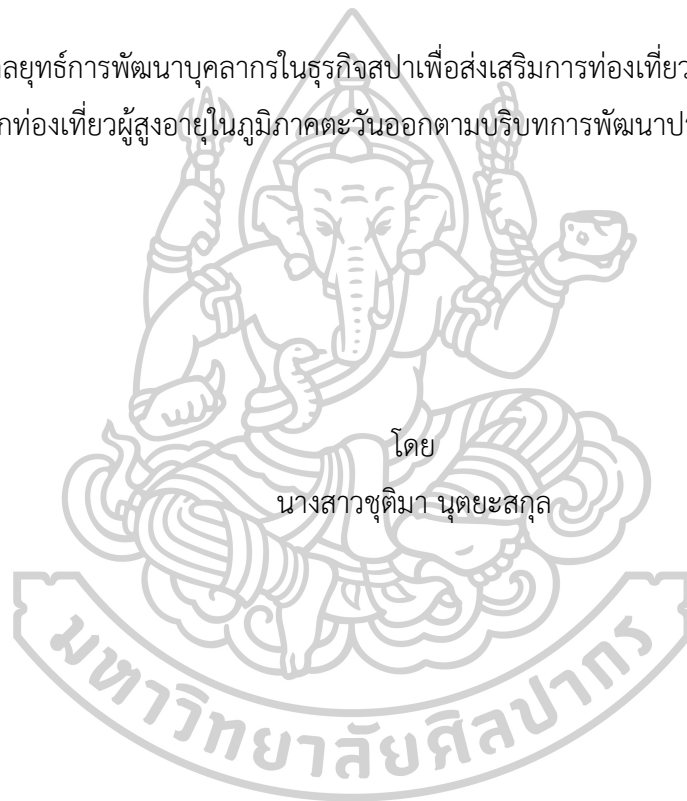 ลยุทธ์การพัฒนาบุคลากรในธุรกิจสปาเพื่อส่งเสริมการท่องเที่ยว
กท่องเที่ยวผู้สูงอายุในภูมิภาคตะวันออกตามบริบทการพัฒนาปร
โดย
นางสาวชุติมา นุตยะสกุล
มหาวิทยาลัยศิลปากร